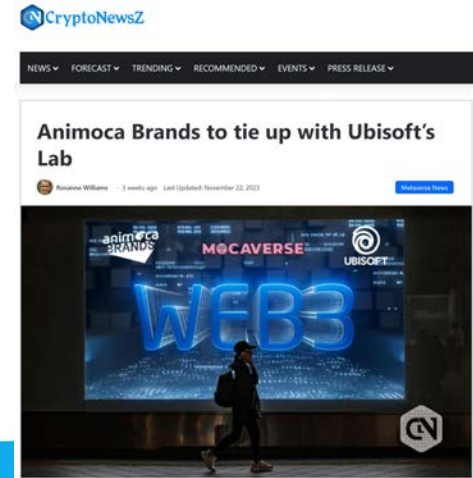 CryptoNewsZ
NEWS FORECAST TRENDING RECOMMENDED EVENTS PRESS RELEASE
Animoca Brands to tie up with Ubisoft's
Lab
Roxanne Williams · 3 weeks ago Last Updated: November 22, 2023 Metaverse News
animoca
BRANDS
MOCAVERSE
UBISOFT
WEB3